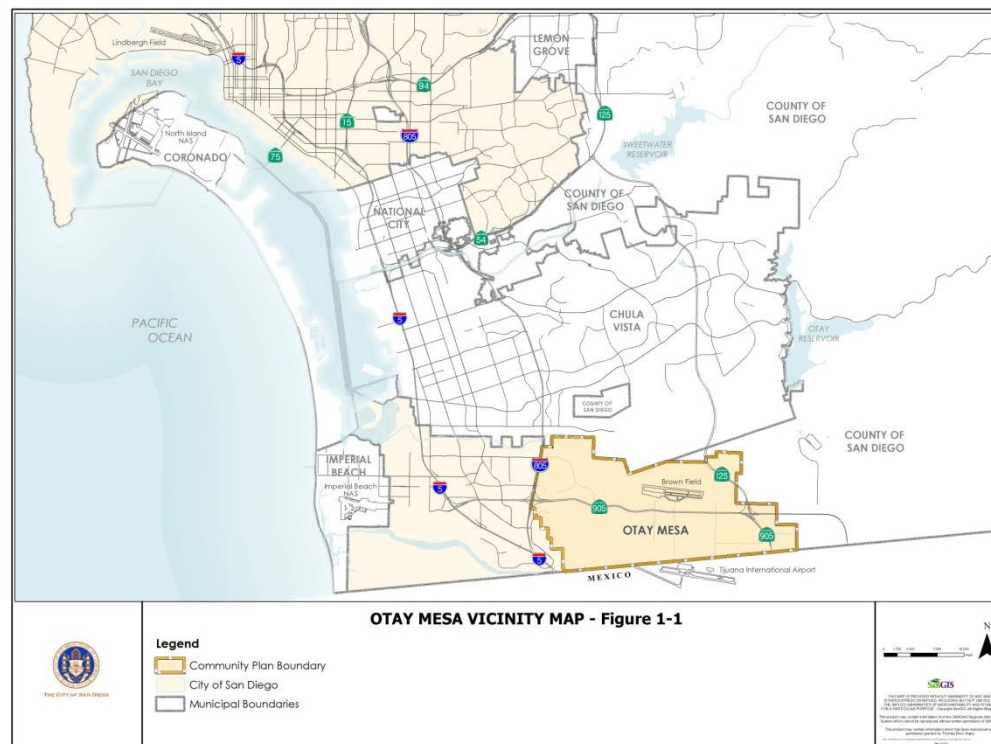 Lindbergh Field
5
LEMON
GROVE
SAN DIEGO
BAY
94
COUNTY OF
SAN DIEGO
125
15
North Island
NAS
805
CORONADO
75
SWEETWATER
RESERVOIR
COUNTY OF
SAN DIEGO
NATIONAL
CITY
54
PACIFIC
OCEAN
5
CHULA
VISTA
OTAY
RESERVOIR
COUNTY OF
SAN DIEGO
COUNTY OF
SAN DIEGO
IMPERIAL
BEACH
Imperial Beach
NAS
805
5
125
Brown Field
905
OTAY MESA
905
5
MEXICO
Tijuana International Airport
OTAY MESA VICINITY MAP - Figure 1-1
THE CITY OF SAN DIEGO
Legend
Community Plan Boundary
City of San Diego
Municipal Boundaries
N
SanGIS